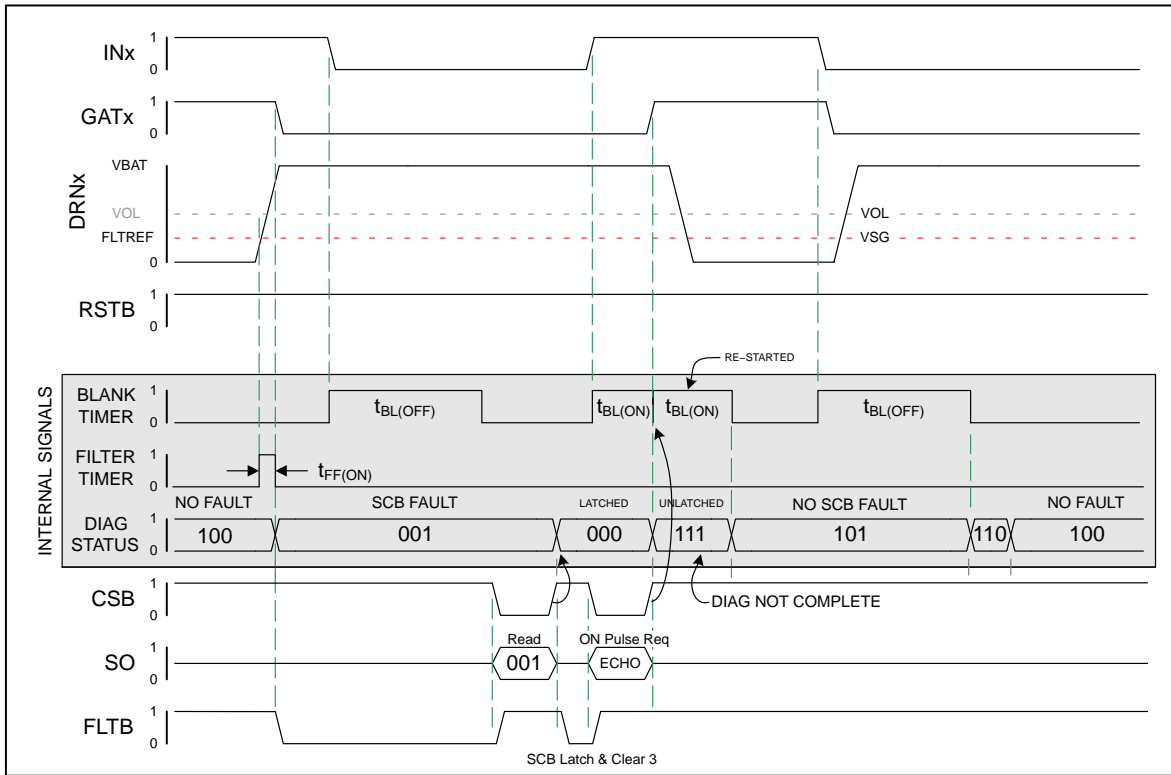 INx
1
0
GATx
1
0
DRNx
VBAT
VOL
FLTREF
0
VOL
VSG
RSTB
1
0
RE−STARTED
INTERNAL SIGNALS
BLANK TIMER
1
0
tBL(OFF)
tBL(ON)
tBL(ON)
tBL(OFF)
FILTER TIMER
1
0
tFF(ON)
NO FAULT
SCB FAULT
LATCHED
UNLATCHED
NO SCB FAULT
NO FAULT
DIAG STATUS
1
0
100
001
000
111
101
110
100
CSB
1
0
DIAG NOT COMPLETE
SO
1
0
Read
001
ON Pulse Req
ECHO
FLTB
1
0
SCB Latch & Clear 3